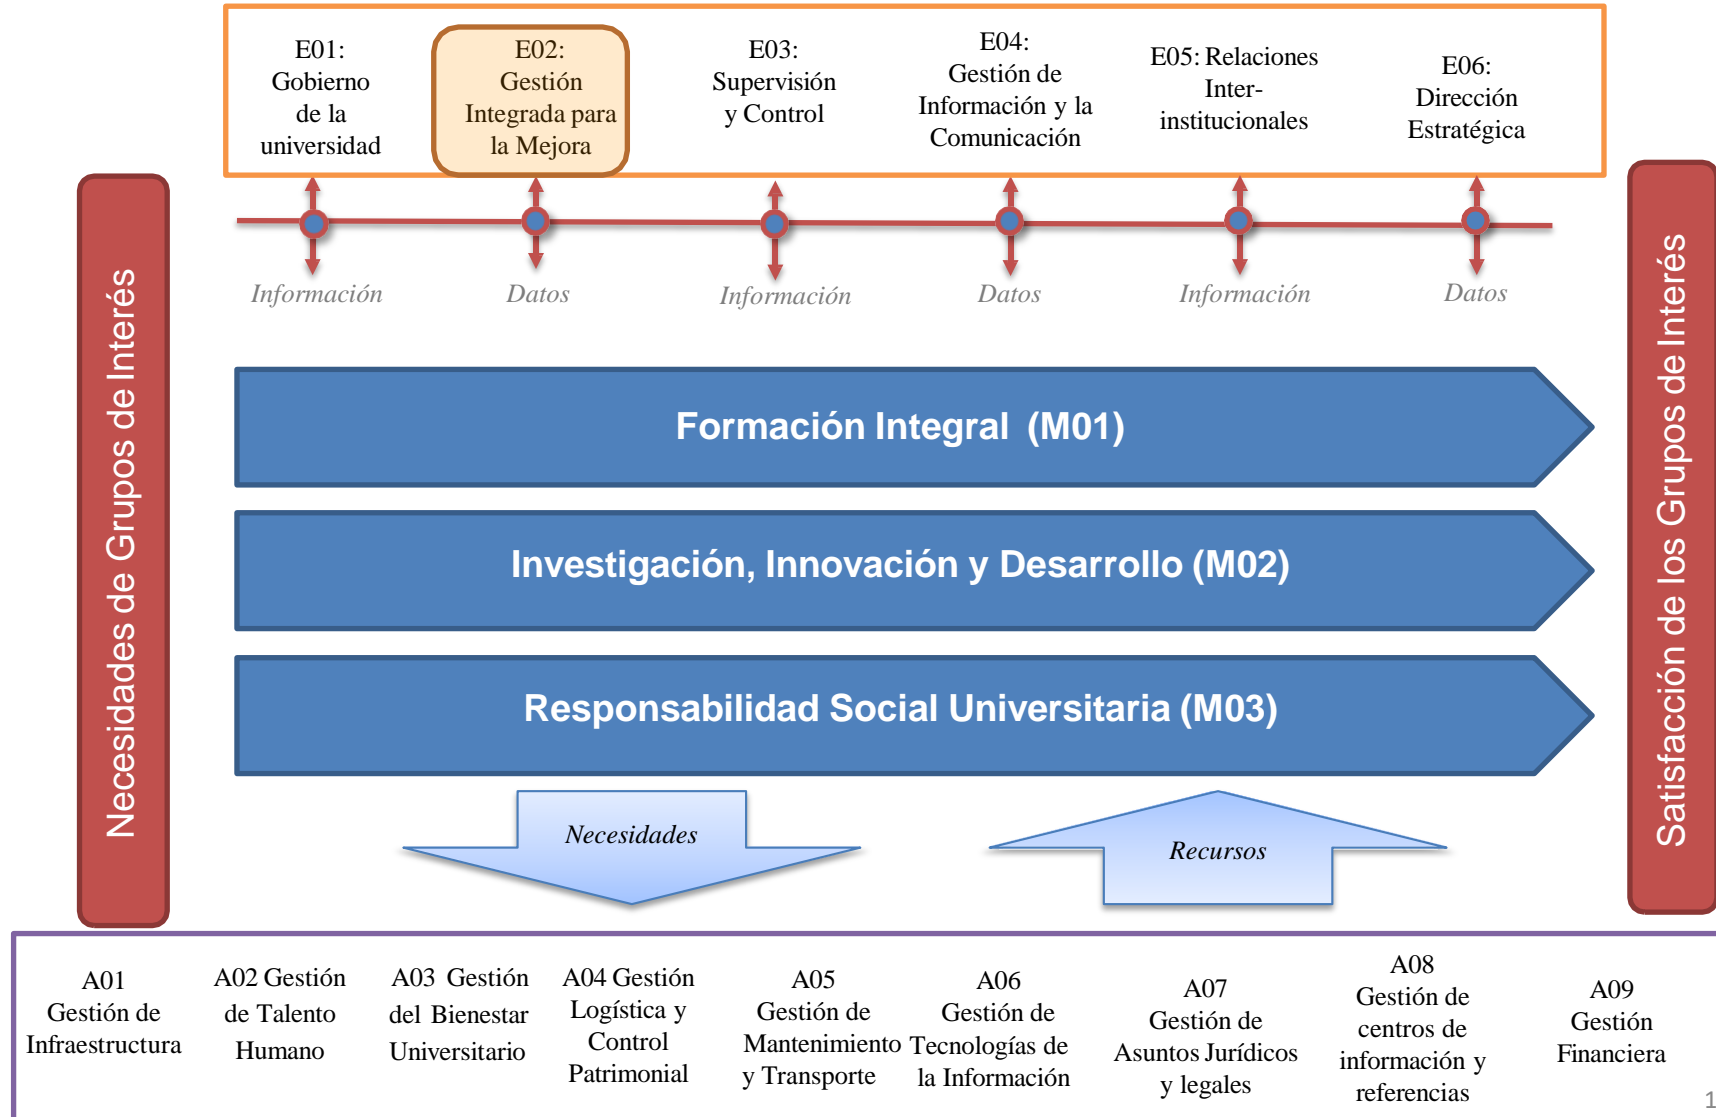 E01:
Gobierno
de la
universidad
E02:
Gestión
Integrada para
la Mejora
E03:
Supervisión
y Control
E04:
Gestión de
Información y la
Comunicación
E05: Relaciones
Inter-
institucionales
E06:
Dirección
Estratégica
Información
Datos
Información
Datos
Información
Datos
Necesidades de Grupos de Interés
Formación Integral (M01)
Investigación, Innovación y Desarrollo (M02)
Responsabilidad Social Universitaria (M03)
Satisfacción de los Grupos de Interés
Necesidades
Recursos
A01
Gestión de
Infraestructura
A02 Gestión
de Talento
Humano
A03 Gestión
del Bienestar
Universitario
A04 Gestión
Logística y
Control
Patrimonial
A05
Gestión de
Mantenimiento
y Transporte
A06
Gestión de
Tecnologías de
la Información
A07
Gestión de
Asuntos Jurídicos
y legales
A08
Gestión de
centros de
información y
referencias
A09
Gestión
Financiera
1